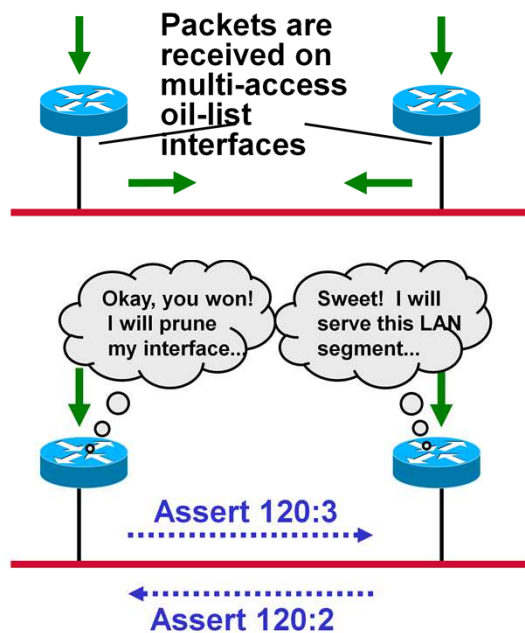 Packets are
received on
multi-access
oil-list
interfaces
Okay, you won!
I will prune
my interface...
Sweet! I will
serve this LAN
segment...
Assert 120:3
Assert 120:2